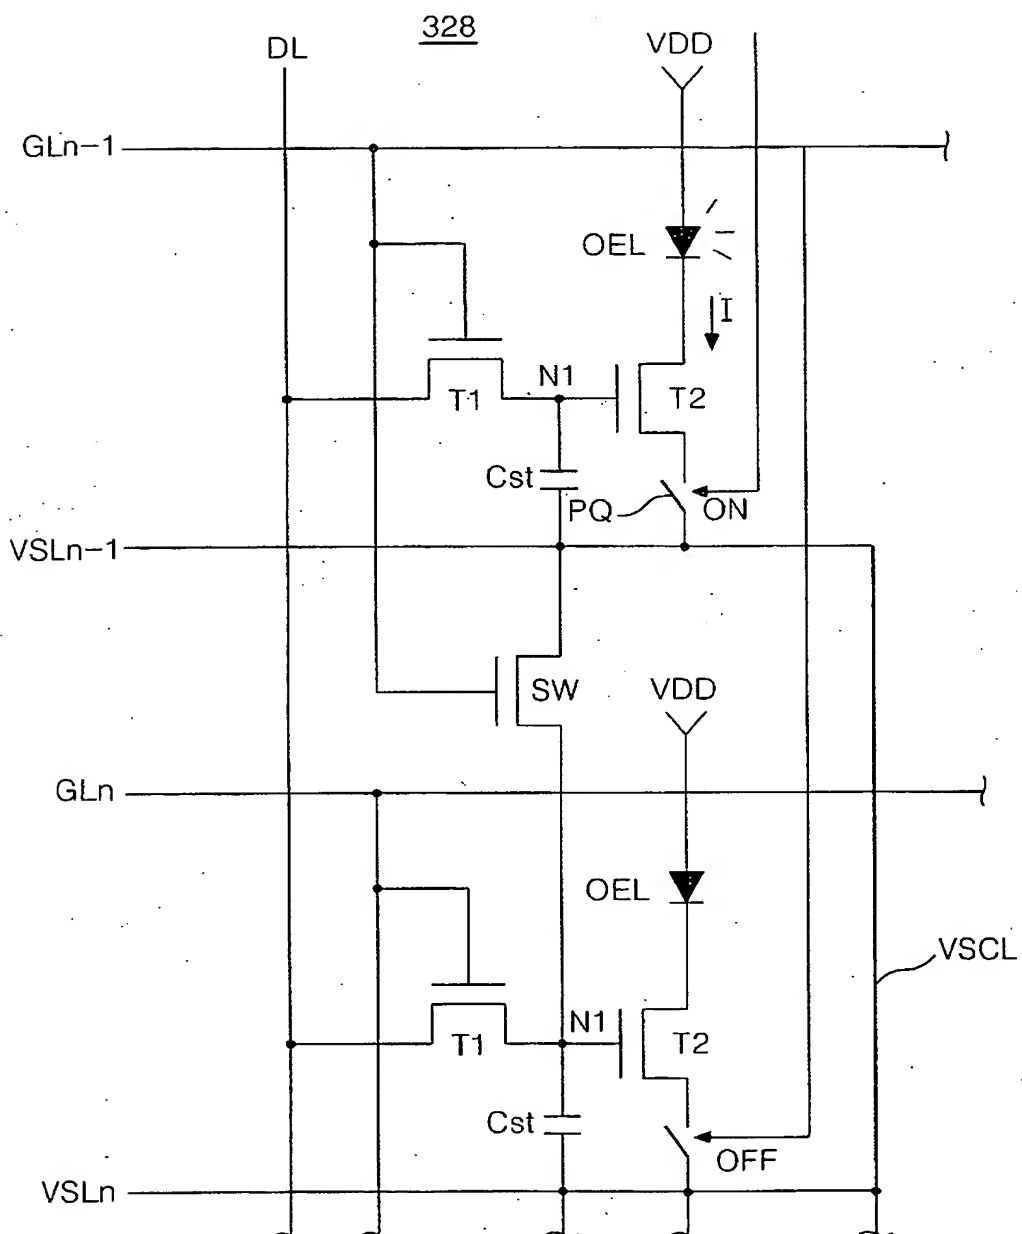 328
DL
VDD
GLn-1
OEL
I
N1
T1
T2
Cst
PQ
ON
VSLn-1
SW
VDD
GLn
OEL
VSCL
N1
T1
T2
Cst
OFF
VSLn